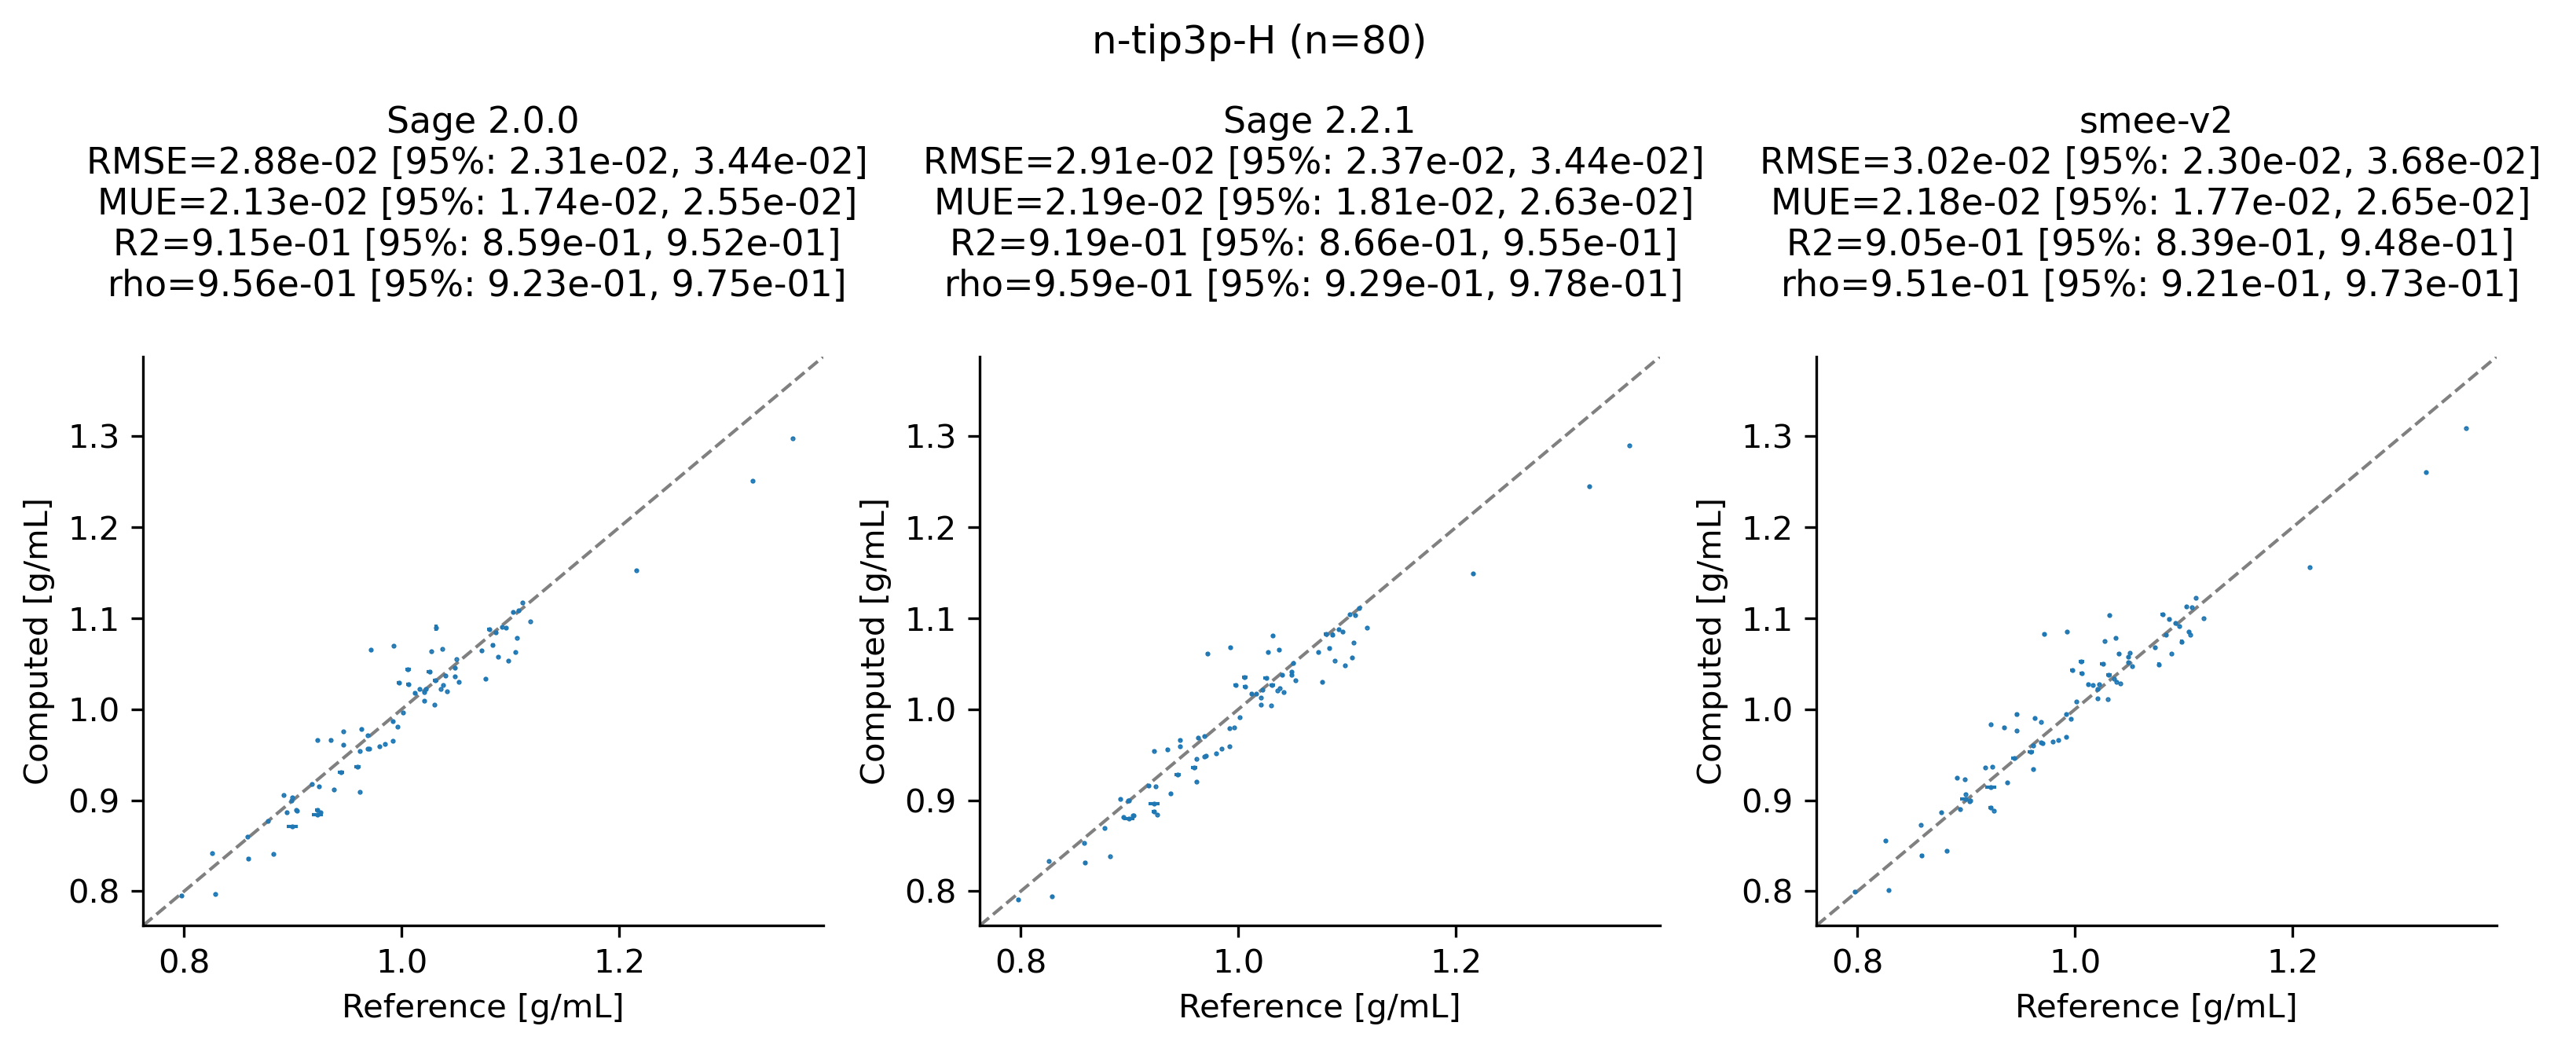 n-tip3p-H (n=80)
Sage 2.0.0
RMSE=2.88e-02 [95%: 2.31e-02, 3.44e-02]
MUE=2.13e-02 [95%: 1.74e-02, 2.55e-02]
R2=9.15e-01 [95%: 8.59e-01, 9.52e-01]
rho=9.56e-01 [95%: 9.23e-01, 9.75e-01]
1.3
1.2
1.1
1.0
0.9
0.8
Computed [g/mL]
0.8 1.0 1.2
Reference [g/mL]
Sage 2.2.1
RMSE=2.91e-02 [95%: 2.37e-02, 3.44e-02]
MUE=2.19e-02 [95%: 1.81e-02, 2.63e-02]
R2=9.19e-01 [95%: 8.66e-01, 9.55e-01]
rho=9.59e-01 [95%: 9.29e-01, 9.78e-01]
1.3
1.2
1.1
1.0
0.9
0.8
Computed [g/mL]
0.8 1.0 1.2
Reference [g/mL]
smee-v2
RMSE=3.02e-02 [95%: 2.30e-02, 3.68e-02]
MUE=2.18e-02 [95%: 1.77e-02, 2.65e-02]
R2=9.05e-01 [95%: 8.39e-01, 9.48e-01]
rho=9.51e-01 [95%: 9.21e-01, 9.73e-01]
1.3
1.2
1.1
1.0
0.9
0.8
Computed [g/mL]
0.8 1.0 1.2
Reference [g/mL]